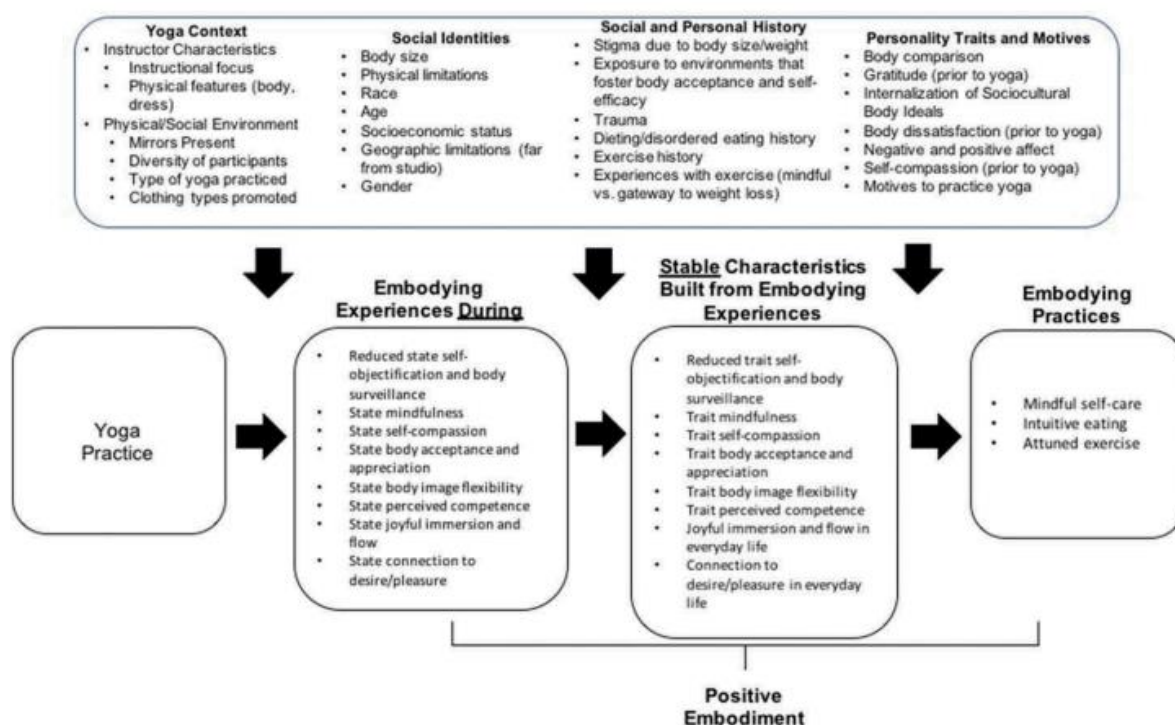 Yoga Context
• Instructor Characteristics
• Instructional focus
• Physical features (body,
dress)
• Physical/Social Environment
• Mirrors Present
• Diversity of participants
• Type of yoga practiced
• Clothing types promoted
Social Identities
• Body size
• Physical limitations
• Race
• Age
• Socioeconomic status
• Geographic limitations (far
from studio)
• Gender
Social and Personal History
• Stigma due to body size/weight
• Exposure to environments that
foster body acceptance and self-
efficacy
• Trauma
• Dieting/disordered eating history
• Exercise history
• Experiences with exercise (mindful
vs. gateway to weight loss)
Personality Traits and Motives
• Body comparison
• Gratitude (prior to yoga)
• Internalization of Sociocultural
Body Ideals
• Body dissatisfaction (prior to yoga)
• Negative and positive affect
• Self-compassion (prior to yoga)
• Motives to practice yoga
Yoga
Practice
Embodying
Experiences During
• Reduced state self-
objectification and body
surveillance
• State mindfulness
• State self-compassion
• State body acceptance and
appreciation
• State body image flexibility
• State perceived competence
• State joyful immersion and
flow
• State connection to
desire/pleasure
Stable Characteristics
Built from Embodying
Experiences
• Reduced trait self-
objectification and body
surveillance
• Trait mindfulness
• Trait self-compassion
• Trait body acceptance and
appreciation
• Trait body image flexibility
• Trait perceived competence
• Joyful immersion and flow in
everyday life
• Connection to
desire/pleasure in everyday
life
Embodying
Practices
• Mindful self-care
• Intuitive eating
• Attuned exercise
Positive
Embodiment